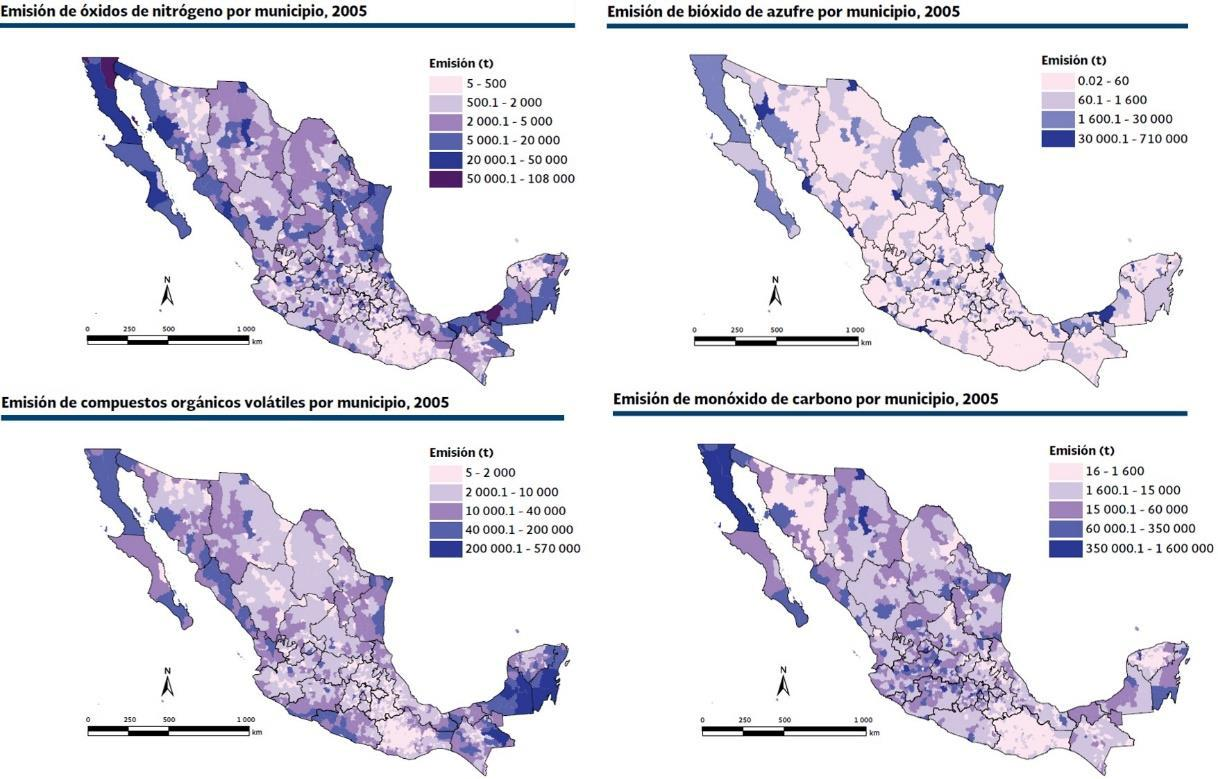 Emisión de óxidos de nitrógeno por municipio, 2005
Emisión (t)
5 - 500
500.1 - 2 000
2 000.1 - 5 000
5 000.1 - 20 000
20 000.1 - 50 000
50 000.1 - 108 000
N
0 250 500 1 000
km
Emisión de bióxido de azufre por municipio, 2005
Emisión (t)
0.02 - 60
60.1 - 1 600
1 600.1 - 30 000
30 000.1 - 710 000
N
0 250 500 1 000
km
Emisión de compuestos orgánicos volátiles por municipio, 2005
Emisión (t)
5 - 2 000
2 000.1 - 10 000
10 000.1 - 40 000
40 000.1 - 200 000
200 000.1 - 570 000
N
0 250 500 1 000
km
Emisión de monóxido de carbono por municipio, 2005
Emisión (t)
16 - 1 600
1 600.1 - 15 000
15 000.1 - 60 000
60 000.1 - 350 000
350 000.1 - 1 600 000
N
0 250 500 1 000
km